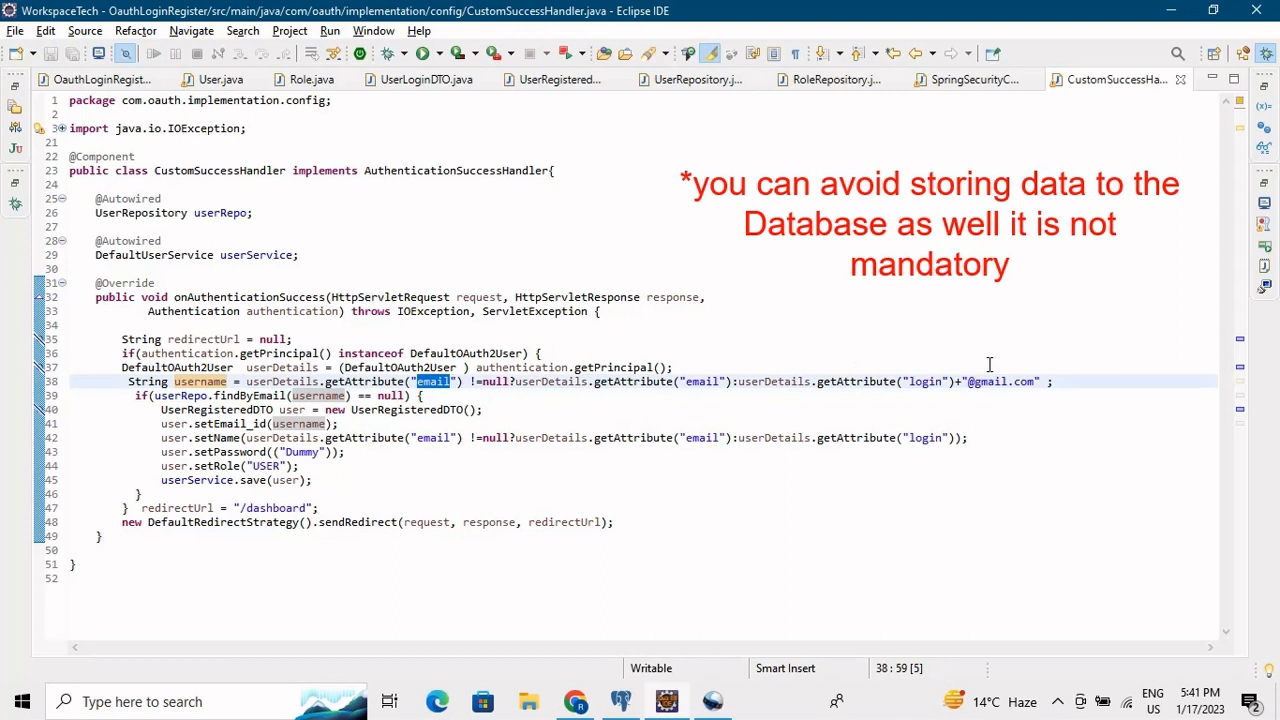 WorkspaceTech - OauthLoginRegister/src/main/java/com/oauth/implementation/config/CustomSuccessHandler.java - Eclipse IDE
File Edit Source Refactor Navigate Search Project Run Window Help
OauthLoginRegist... User.java Role.java UserLoginDTO.java UserRegistered... UserRepository.j... RoleRepository.j... SpringSecurityC... CustomSuccessHa...
1 package com.oauth.implementation.config;
2
3 import java.io.IOException;
21
22 @Component
23 public class CustomSuccessHandler implements AuthenticationSuccessHandler{
24
25 @Autowired
26 UserRepository userRepo;
27
28 @Autowired
29 DefaultUserService userService;
30
31 @Override
32 public void onAuthenticationSuccess(HttpServletRequest request, HttpServletResponse response,
33 Authentication authentication) throws IOException, ServletException {
34
35 String redirectUrl = null;
36 if(authentication.getPrincipal() instanceof DefaultOAuth2User) {
37 DefaultOAuth2User userDetails = (DefaultOAuth2User ) authentication.getPrincipal();
38 String username = userDetails.getAttribute("email") !=null?userDetails.getAttribute("email"):userDetails.getAttribute("login")+"@gmail.com" ;
39 if(userRepo.findByEmail(username) == null) {
40 UserRegisteredDTO user = new UserRegisteredDTO();
41 user.setEmail_id(username);
42 user.setName(userDetails.getAttribute("email") !=null?userDetails.getAttribute("email"):userDetails.getAttribute("login"));
43 user.setPassword(("Dummy"));
44 user.setRole("USER");
45 userService.save(user);
46 }
47 } redirectUrl = "/dashboard";
48 new DefaultRedirectStrategy().sendRedirect(request, response, redirectUrl);
49 }
50
51 }
52
*you can avoid storing data to the
Database as well it is not
mandatory
Writable Smart Insert 38 : 59 [5]
Type here to search
14°C Haze
ENG
US
5:41 PM
1/17/2023
2